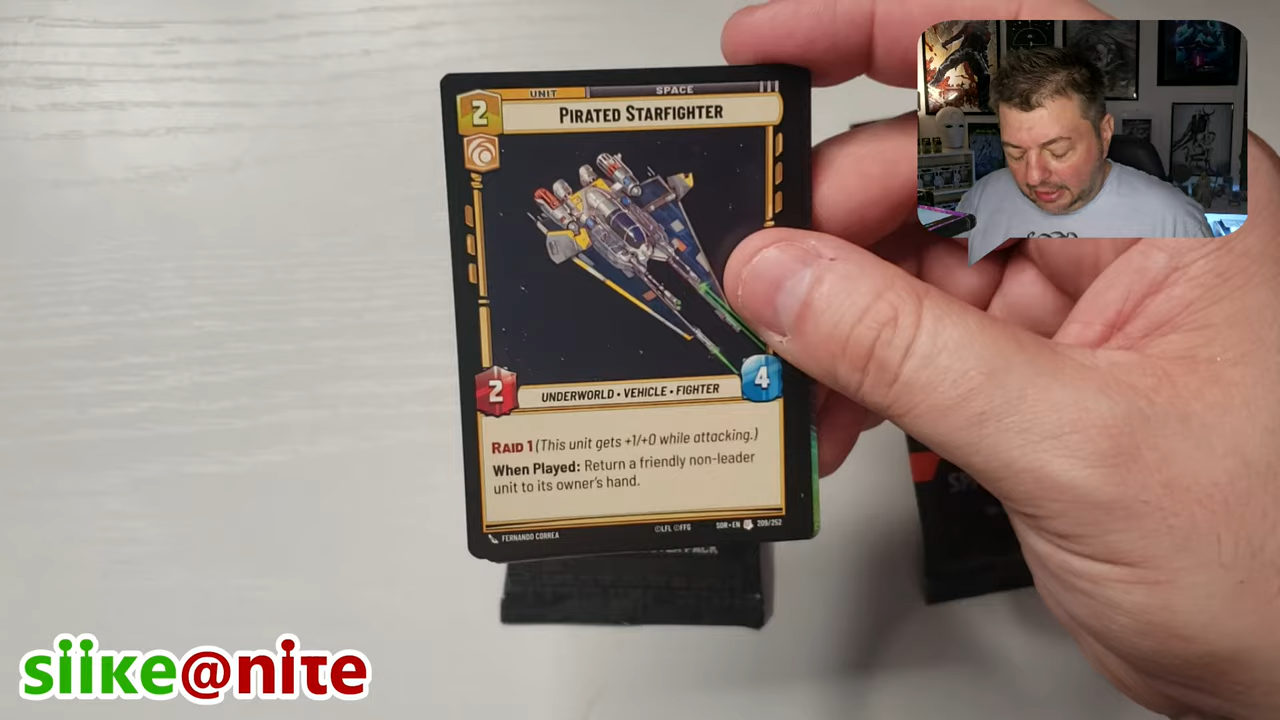 UNIT
SPACE
2
PIRATED STARFIGHTER
2
UNDERWORLD • VEHICLE • FIGHTER
4
RAID 1 (This unit gets +1/+0 while attacking.)
When Played: Return a friendly non-leader
unit to its owner's hand.
FERNANDO CORREA
©LFL ©FFG
SOR • EN
209/252
siike@nite